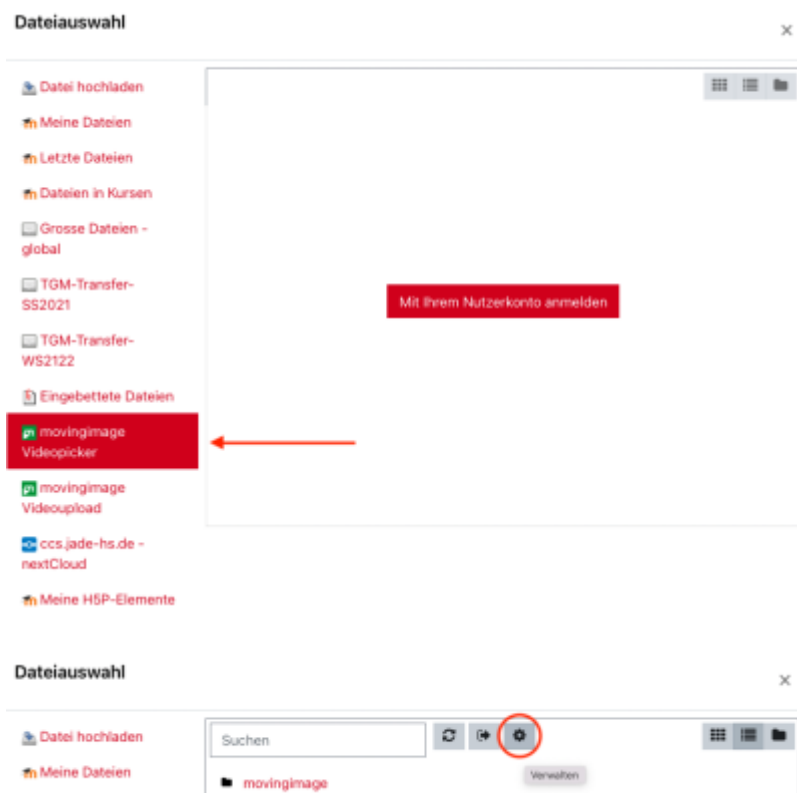 Dateiauswahl
×
Datei hochladen
Meine Dateien
Letzte Dateien
Dateien in Kursen
Grosse Dateien -
global
TGM-Transfer-
SS2021
TGM-Transfer-
WS2122
Eingebettete Dateien
movingimage
Videopicker
movingimage
Videoupload
ccs.jade-hs.de -
nextCloud
Meine H5P-Elemente
Mit Ihrem Nutzerkonto anmelden
Dateiauswahl
×
Datei hochladen
Meine Dateien
Suchen
Verwalten
movingimage